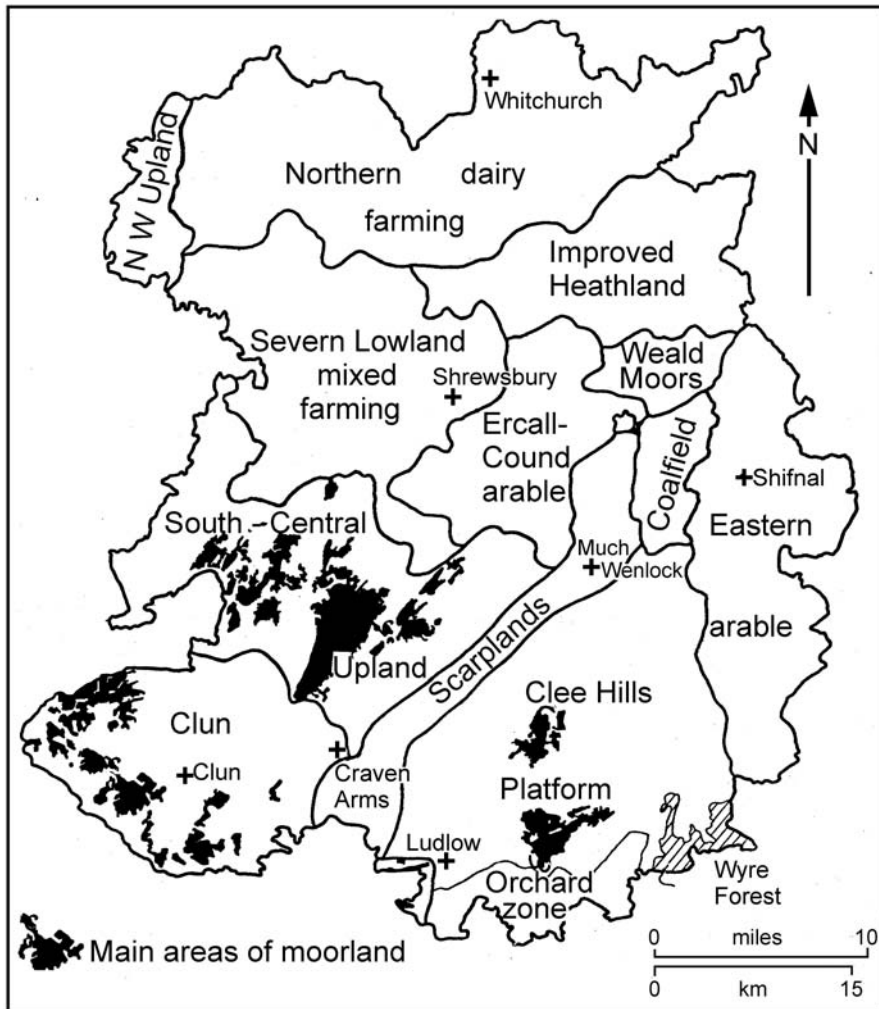 Whitchurch
N
N W Upland
Northern dairy
farming
Improved
Heathland
Severn Lowland
mixed
farming
Shrewsbury
Weald
Moors
Ercall-
Cound
arable
Coalfield
Shifnal
Eastern
arable
South-Central
Upland
Much
Wenlock
Scarplands
Clee Hills
Platform
Clun
Clun
Craven
Arms
Ludlow
Orchard
zone
Wyre
Forest
Main areas of moorland
0 miles 10
0 km 15